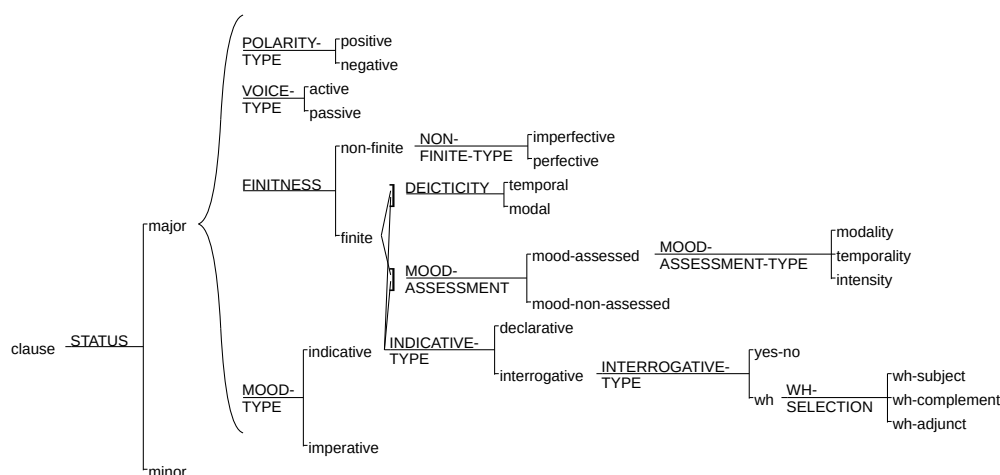 POLARITY-
TYPE
positive
negative
VOICE-
TYPE
active
passive
FINITNESS
non-finite
NON-
FINITE-TYPE
imperfective
perfective
finite
DEICTICITY
temporal
modal
MOOD-
ASSESSMENT
mood-assessed
MOOD-
ASSESSMENT-TYPE
modality
temporality
intensity
mood-non-assessed
clause
STATUS
major
minor
MOOD-
TYPE
indicative
imperative
INDICATIVE-
TYPE
declarative
interrogative
INTERROGATIVE-
TYPE
yes-no
wh
WH-
SELECTION
wh-subject
wh-complement
wh-adjunct